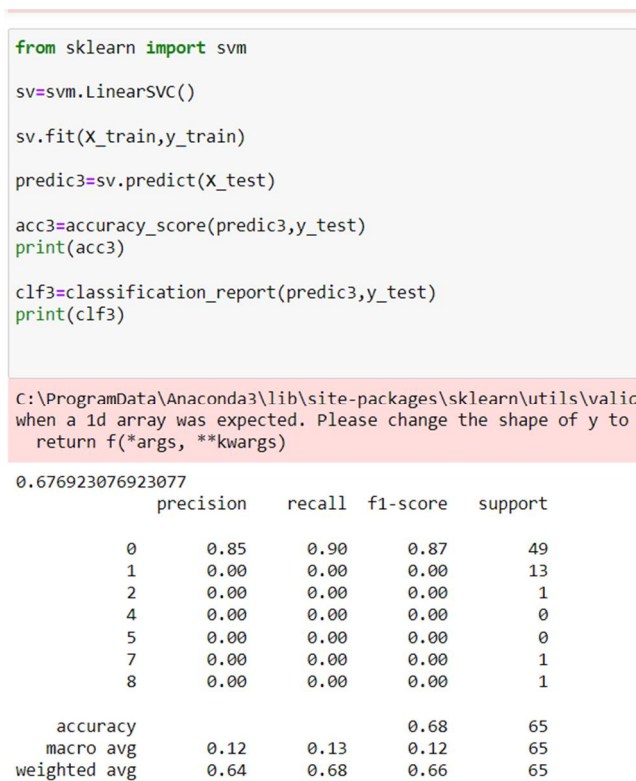 from sklearn import svm
sv=svm.LinearSVC()
sv.fit(X_train,y_train)
predic3=sv.predict(X_test)
acc3=accuracy_score(predic3,y_test)
print(acc3)
clf3=classification_report(predic3,y_test)
print(clf3)
C:\ProgramData\Anaconda3\lib\site-packages\sklearn\utils\valid
when a 1d array was expected. Please change the shape of y to
return f(*args, **kwargs)
0.676923076923077
precision recall f1-score support
0 0.85 0.90 0.87 49
1 0.00 0.00 0.00 13
2 0.00 0.00 0.00 1
4 0.00 0.00 0.00 0
5 0.00 0.00 0.00 0
7 0.00 0.00 0.00 1
8 0.00 0.00 0.00 1
accuracy 0.68 65
macro avg 0.12 0.13 0.12 65
weighted avg 0.64 0.68 0.66 65